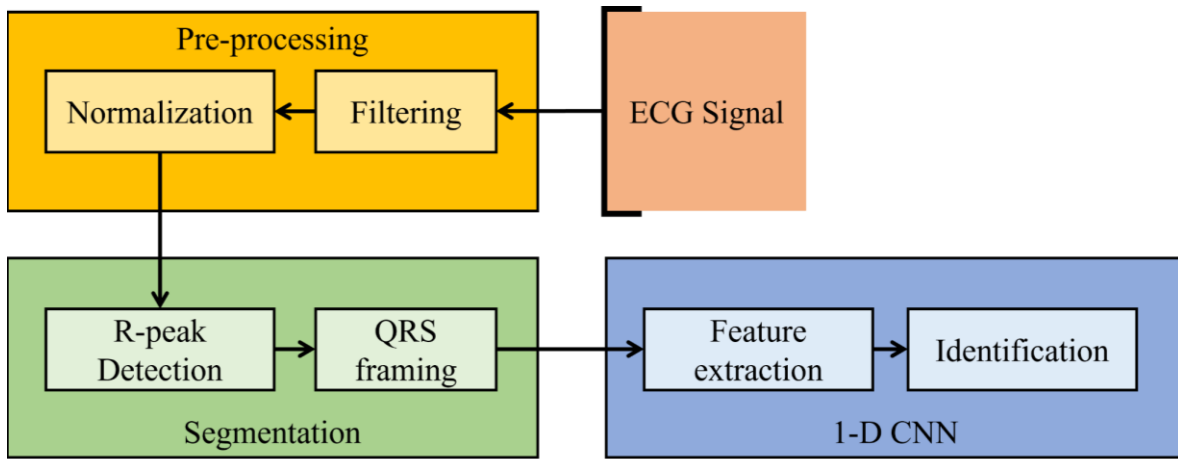 Pre-processing
Normalization
Filtering
ECG Signal
R-peak
Detection
QRS
framing
Segmentation
Feature
extraction
Identification
1-D CNN